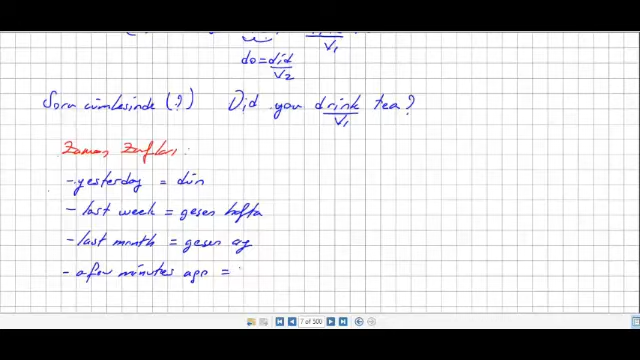 V1
do = did
V2
Soru cümlesinde (?) Did you drink tea?
V1
Zaman Zarfları:
- yesterday = dün
- last week = geçen hafta
- last month = geçen ay
- a few minutes ago =
7 of 500